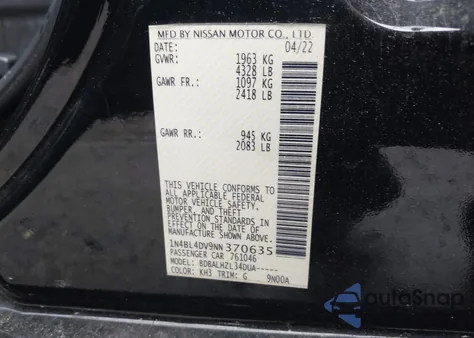 MFD BY NISSAN MOTOR CO., LTD.
DATE: 04/22
GVWR: 1963 KG
4328 LB
GAWR FR.: 1097 KG
2418 LB
GAWR RR.: 945 KG
2083 LB
THIS VEHICLE CONFORMS TO
ALL APPLICABLE FEDERAL
MOTOR VEHICLE SAFETY,
BUMPER, AND THEFT
PREVENTION STANDARDS IN
EFFECT ON THE DATE OF
MANUFACTURE SHOWN ABOVE.
1N4BL4DV9NN370635
PASSENGER CAR 761046
MODEL: BDBALHZL34DUA-----
COLOR: KH3 TRIM: G 9N00A
AutoSnap